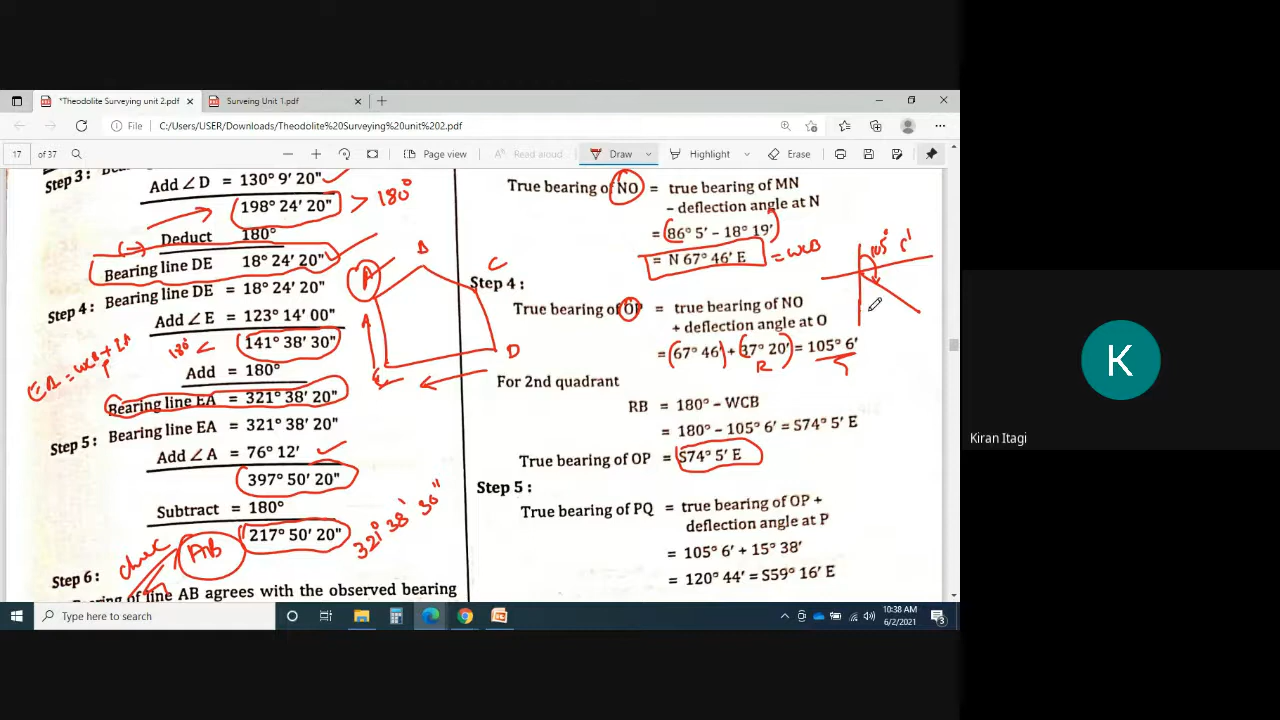 *Theodolite Surveying unit 2.pdf
Surveing Unit 1.pdf
File
C:/Users/USER/Downloads/Theodolite%20Surveying%20unit%202.pdf
17 of 37
Page view
Read aloud
Draw
Highlight
Erase
Step 3:
Add ∠D = 130° 9′ 20"
198° 24′ 20" > 180°
Deduct 180°
Bearing line DE 18° 24′ 20"
Step 4: Bearing line DE = 18° 24′ 20"
Add ∠E = 123° 14′ 00"
141° 38′ 30"
180° <
Add = 180°
Bearing line EA = 321° 38′ 20"
Step 5: Bearing line EA = 321° 38′ 20"
Add ∠A = 76° 12′
397° 50′ 20"
Subtract = 180°
217° 50′ 20"
AB
check
321° 38′ 30"
Step 6:
Bearing of line AB agrees with the observed bearing
A
B
C
D
A
E
True bearing of NO = true bearing of MN
− deflection angle at N
= (86° 5′ − 18° 19′)
= N 67° 46′ E = WCB
105° 6′
Step 4:
True bearing of OP = true bearing of NO
+ deflection angle at O
= (67° 46′) + (37° 20′) = 105° 6′
R
For 2nd quadrant
RB = 180° − WCB
= 180° − 105° 6′ = S74° 5′ E
True bearing of OP = S74° 5′ E
Step 5:
True bearing of PQ = true bearing of OP +
deflection angle at P
= 105° 6′ + 15° 38′
= 120° 44′ = S59° 16′ E
K
Kiran Itagi
Type here to search
10:38 AM
6/2/2021
3